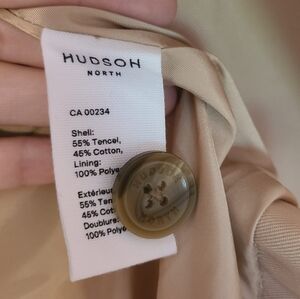 HUDSON
NORTH
CA 00234
Shell:
55% Tencel,
45% Cotton,
Lining:
100% Polye
Extérieur
55% Ten
45% Cot
Doublure:
100% Polye
HUDSON